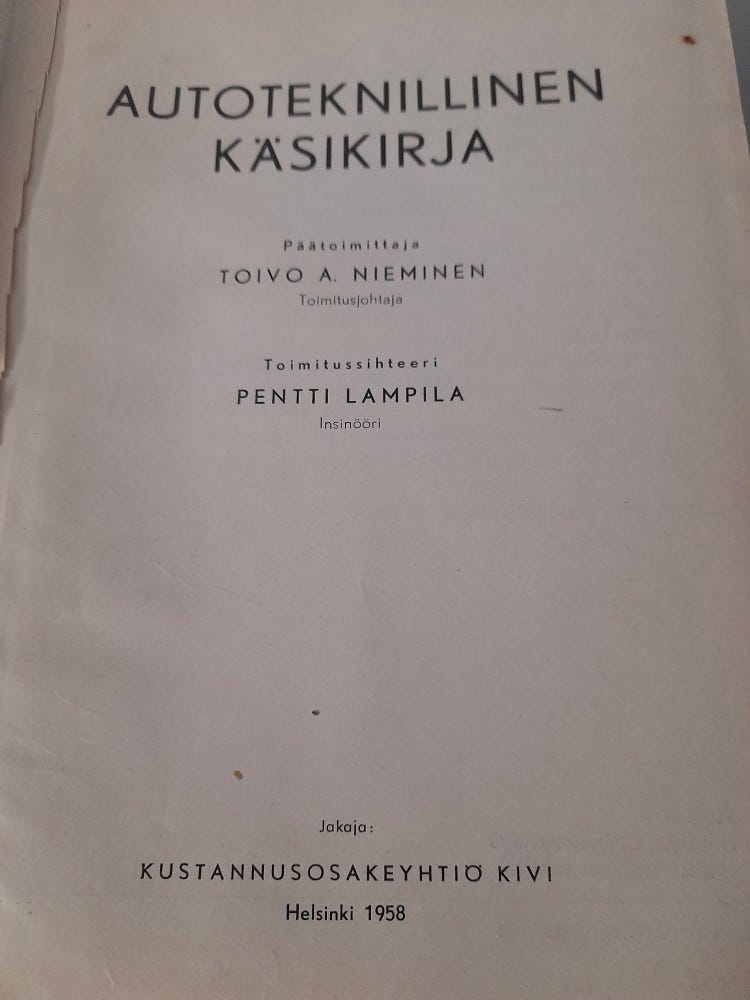 AUTOTEKNILLINEN
KÄSIKIRJA
Päätoimittaja
TOIVO A. NIEMINEN
Toimitusjohtaja
Toimitussihteeri
PENTTI LAMPILA
Insinööri
Jakaja:
KUSTANNUSOSAKEYHTIÖ KIVI
Helsinki 1958